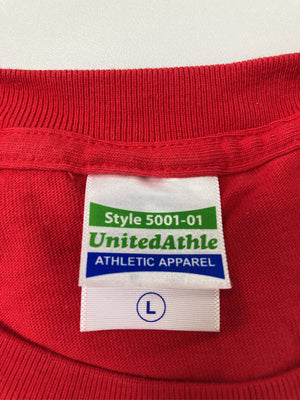 Style 5001-01
UnitedAthle
ATHLETIC APPAREL
L